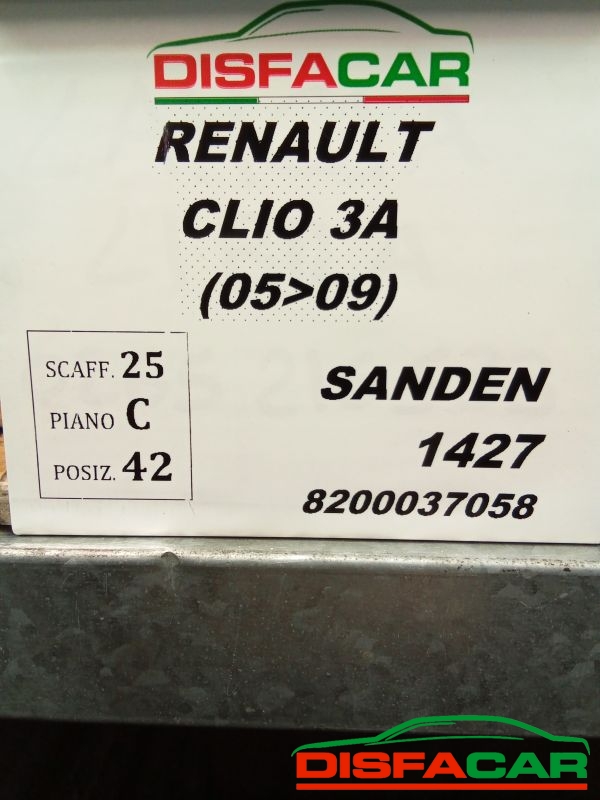 DISFACAR
RENAULT
CLIO 3A
(05>09)
SCAFF. 25
PIANO C
POSIZ. 42
SANDEN
1427
8200037058
DISFACAR